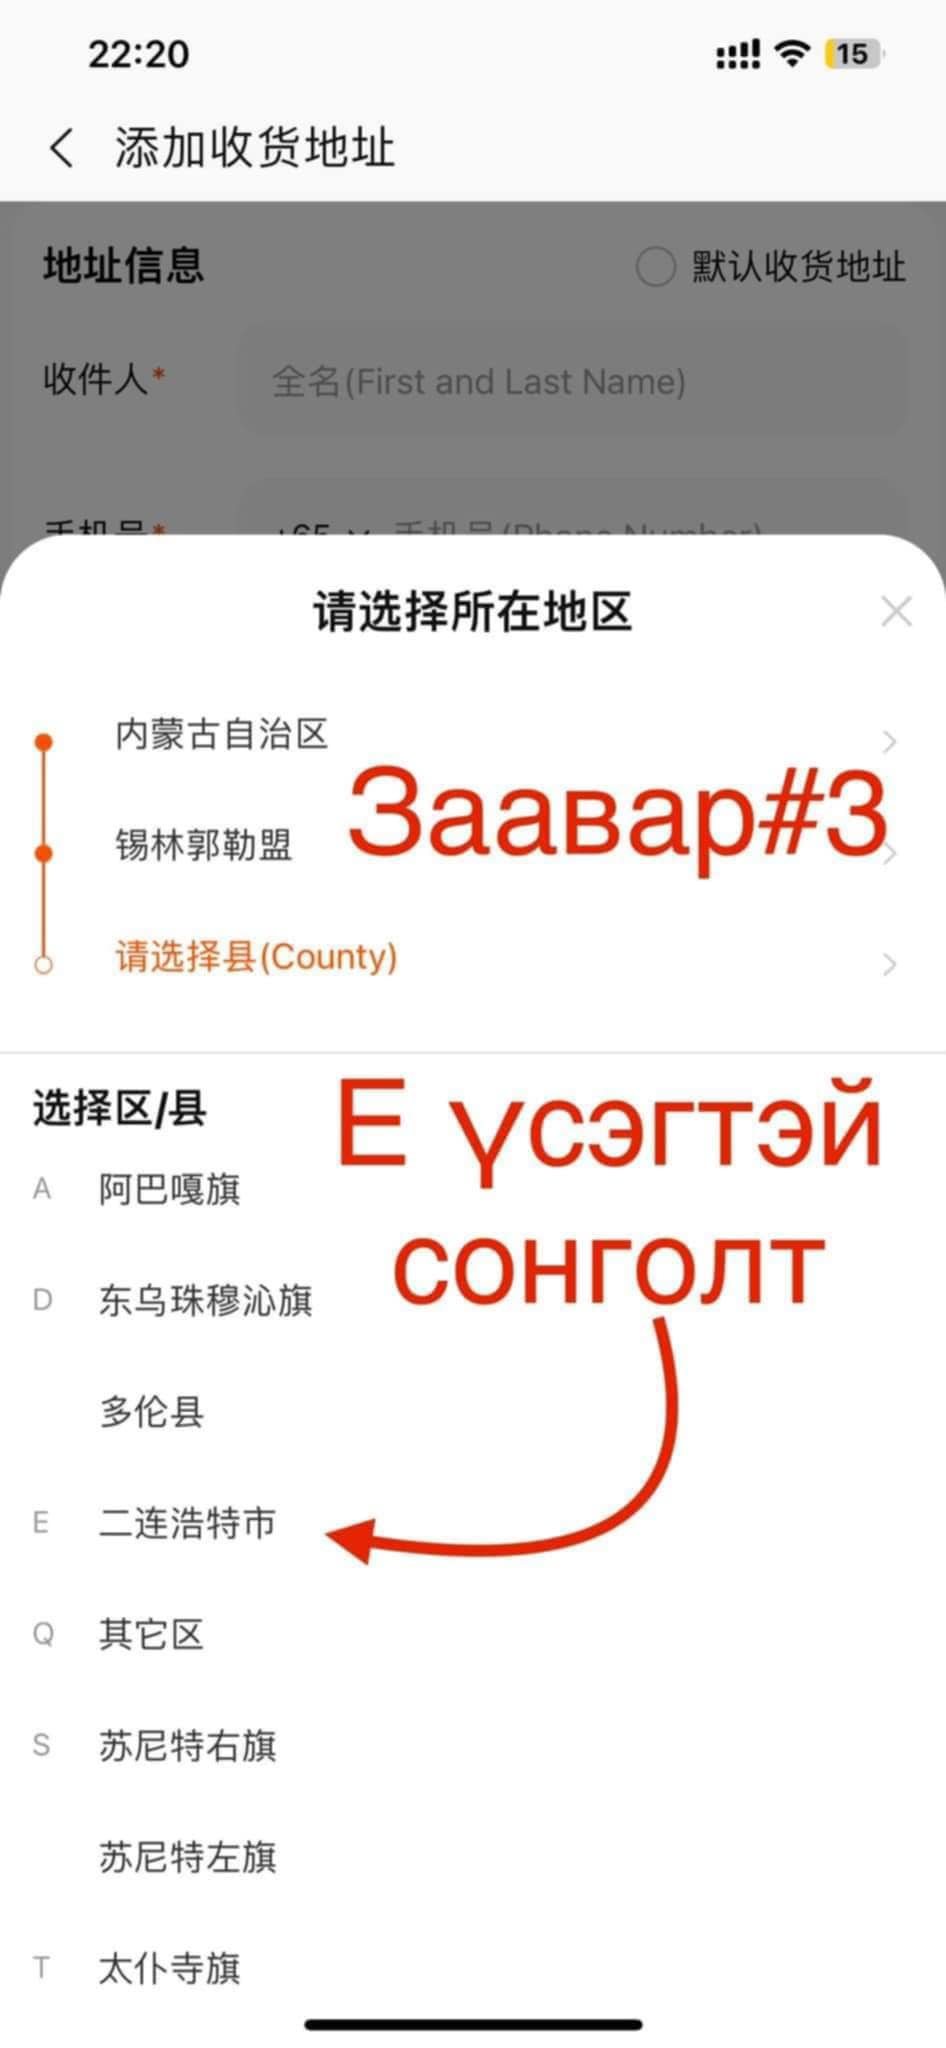 22:20
15
添加收货地址
地址信息
默认收货地址
收件人*
全名(First and Last Name)
手机号*
+65
手机号(Phone Number)
请选择所在地区
内蒙古自治区
Заавар#3
锡林郭勒盟
请选择县(County)
选择区/县
Е үсэгтэй
сонголт
A 阿巴嘎旗
D 东乌珠穆沁旗
多伦县
E 二连浩特市
Q 其它区
S 苏尼特右旗
苏尼特左旗
T 太仆寺旗